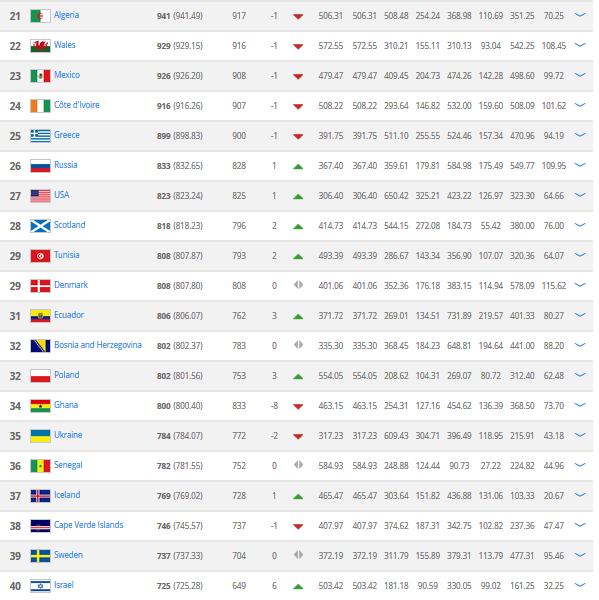 21 Algeria 941 (941.49) 917 -1 506.31 506.31 508.48 254.24 368.98 110.69 351.25 70.25
22 Wales 929 (929.15) 916 -1 572.55 572.55 310.21 155.11 310.13 93.04 542.25 108.45
23 Mexico 926 (926.20) 908 -1 479.47 479.47 409.45 204.73 474.26 142.28 498.60 99.72
24 Côte d'Ivoire 916 (916.26) 907 -1 508.22 508.22 293.64 146.82 532.00 159.60 508.09 101.62
25 Greece 899 (898.83) 900 -1 391.75 391.75 511.10 255.55 524.46 157.34 470.96 94.19
26 Russia 833 (832.65) 828 1 367.40 367.40 359.61 179.81 584.98 175.49 549.77 109.95
27 USA 823 (823.24) 825 1 306.40 306.40 650.42 325.21 423.22 126.97 323.30 64.66
28 Scotland 818 (818.23) 796 2 414.73 414.73 544.15 272.08 184.73 55.42 380.00 76.00
29 Tunisia 808 (807.87) 793 2 493.39 493.39 286.67 143.34 356.90 107.07 320.36 64.07
29 Denmark 808 (807.80) 808 0 401.06 401.06 352.36 176.18 383.15 114.94 578.09 115.62
31 Ecuador 806 (806.07) 762 3 371.72 371.72 269.01 134.51 731.89 219.57 401.33 80.27
32 Bosnia and Herzegovina 802 (802.37) 783 0 335.30 335.30 368.45 184.23 648.81 194.64 441.00 88.20
32 Poland 802 (801.56) 753 3 554.05 554.05 208.62 104.31 269.07 80.72 312.40 62.48
34 Ghana 800 (800.40) 833 -8 463.15 463.15 254.31 127.16 454.62 136.39 368.50 73.70
35 Ukraine 784 (784.07) 772 -2 317.23 317.23 609.43 304.71 396.49 118.95 215.91 43.18
36 Senegal 782 (781.55) 752 0 584.93 584.93 248.88 124.44 90.73 27.22 224.82 44.96
37 Iceland 769 (769.02) 728 1 465.47 465.47 303.64 151.82 436.88 131.06 103.33 20.67
38 Cape Verde Islands 746 (745.57) 737 -1 407.97 407.97 374.62 187.31 342.75 102.82 237.36 47.47
39 Sweden 737 (737.33) 704 0 372.19 372.19 311.79 155.89 379.31 113.79 477.31 95.46
40 Israel 725 (725.28) 649 6 503.42 503.42 181.18 90.59 330.05 99.02 161.25 32.25